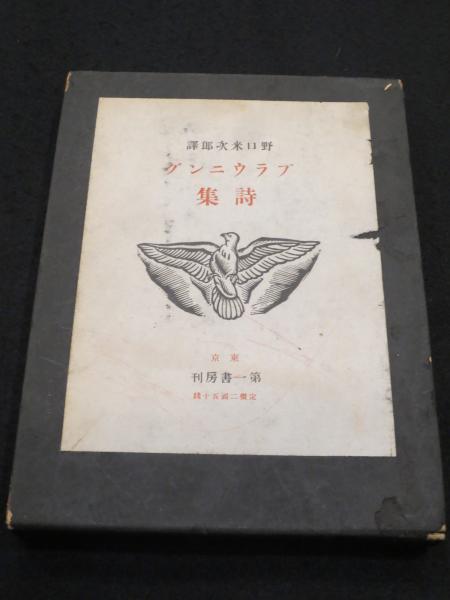 野口米次郎譯
ブラウニング
詩集
東京
第一書房刊
定價二圓五十錢